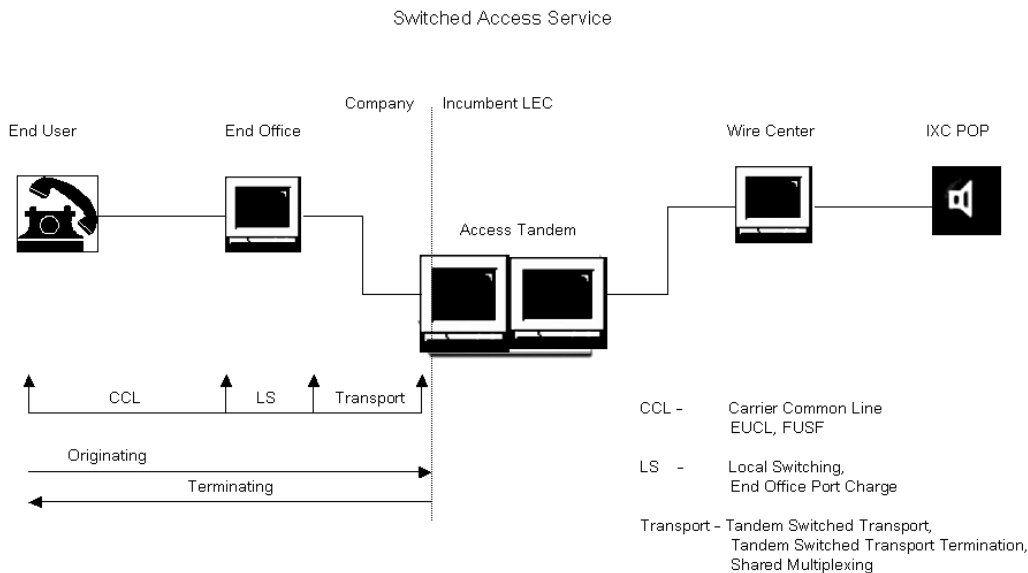 Switched Access Service
Company
Incumbent LEC
End User
End Office
Wire Center
IXC POP
Access Tandem
CCL
LS
Transport
Originating
Terminating
CCL – Carrier Common Line
EUCL, FUSF
LS – Local Switching,
End Office Port Charge
Transport – Tandem Switched Transport,
Tandem Switched Transport Termination,
Shared Multiplexing